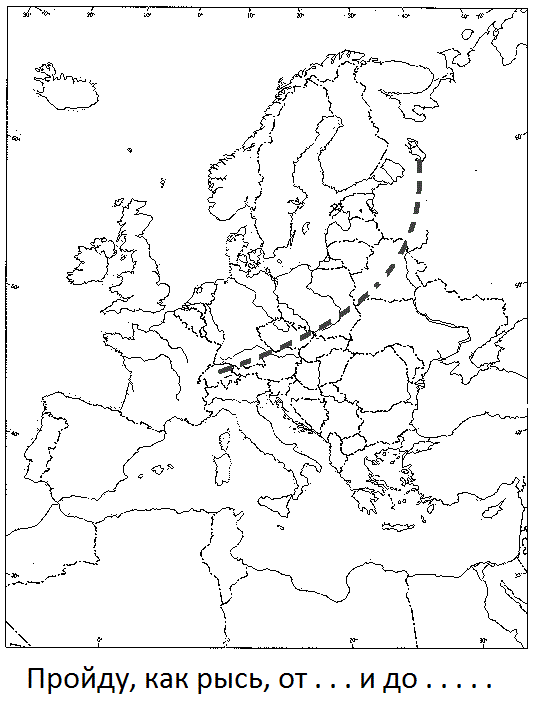 Пройду, как рысь, от . . . и до . . . . .